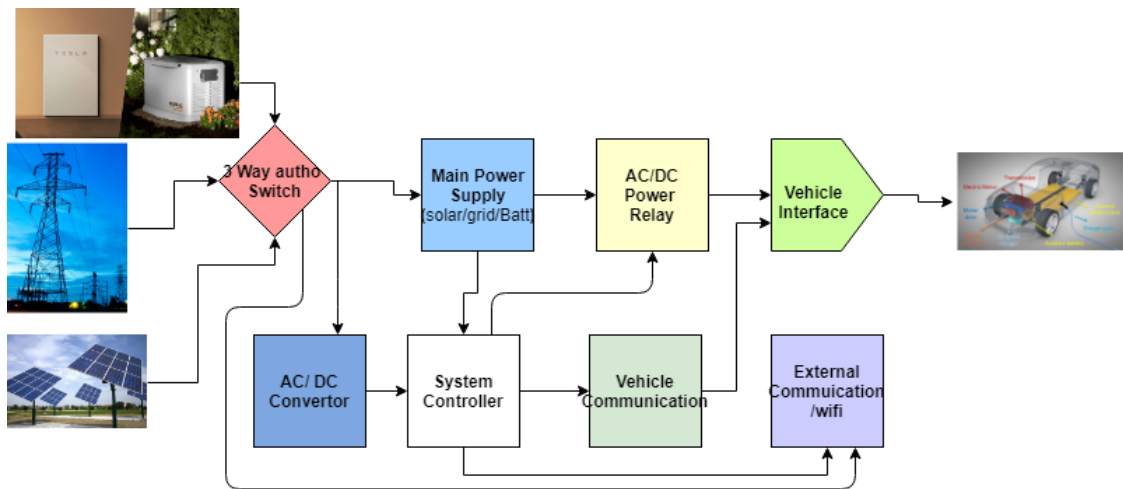 TESLA
3 Way autho
Switch
Main Power
Supply
(solar/grid/Batt)
AC/DC
Power
Relay
Vehicle
Interface
AC/ DC
Convertor
System
Controller
Vehicle
Communication
External
Commuication
/wifi